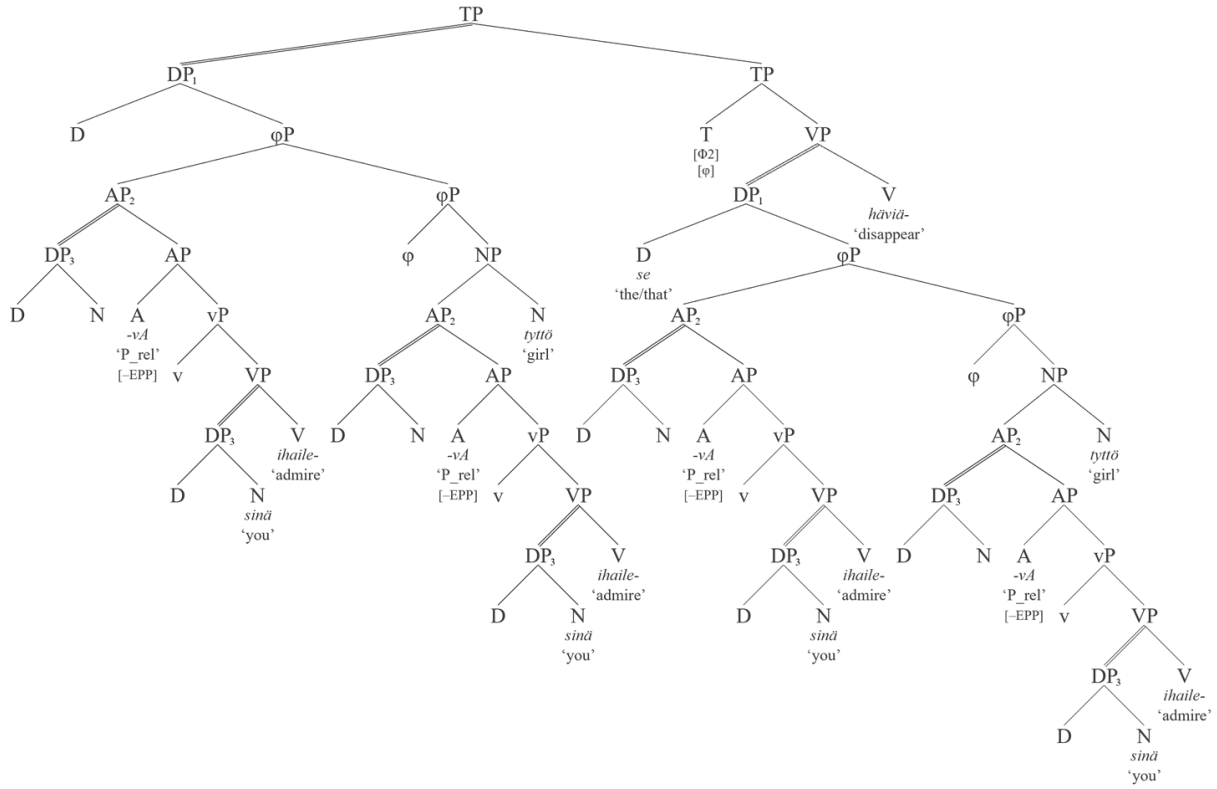 TP
DP₁ TP
D φP T VP
[Φ2]
[φ]
AP₂ φP DP₁ V
häviä-
‘disappear’
DP₃ AP φ NP D φP
se
‘the/that’
D N A vP AP₂ N AP₂ φP
-vA tyttö
‘P_rel’ ‘girl’
[–EPP]
v VP DP₃ AP DP₃ AP φ NP
DP₃ V D N A vP D N A vP AP₂ N
ihaile- -vA -vA tyttö
‘admire’ ‘P_rel’ ‘P_rel’ ‘girl’
[–EPP] [–EPP]
D N v VP v VP DP₃ AP
sinä
‘you’
DP₃ V DP₃ V D N A vP
ihaile- ihaile- -vA
‘admire’ ‘admire’ ‘P_rel’
[–EPP]
D N D N v VP
sinä sinä
‘you’ ‘you’
DP₃ V
ihaile-
‘admire’
D N
sinä
‘you’